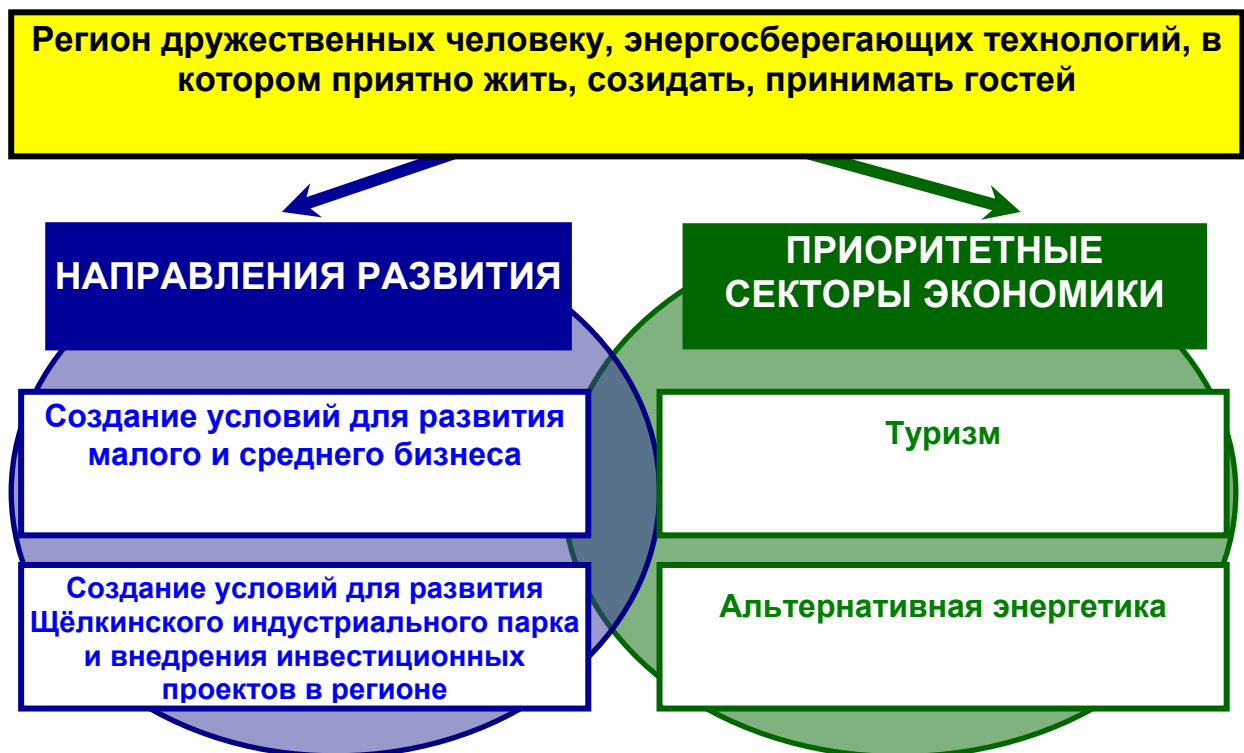 Регион дружественных человеку, энергосберегающих технологий, в
котором приятно жить, созидать, принимать гостей
НАПРАВЛЕНИЯ РАЗВИТИЯ
Создание условий для развития
малого и среднего бизнеса
Создание условий для развития
Щёлкинского индустриального парка
и внедрения инвестиционных
проектов в регионе
ПРИОРИТЕТНЫЕ
СЕКТОРЫ ЭКОНОМИКИ
Туризм
Альтернативная энергетика